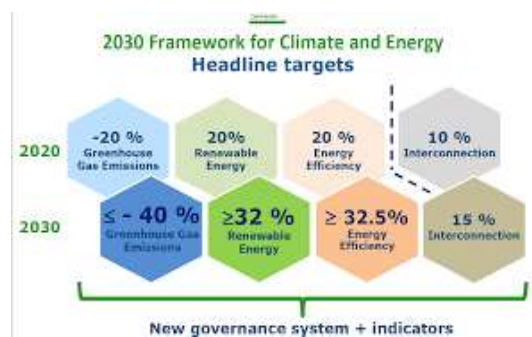 2030 Framework for Climate and Energy
Headline targets
2020
-20 %
Greenhouse
Gas Emissions
20%
Renewable
Energy
20 %
Energy
Efficiency
10 %
Interconnection
2030
≤ - 40 %
Greenhouse Gas
Emissions
≥32 %
Renewable
Energy
≥ 32.5%
Energy
Efficiency
15 %
Interconnection
New governance system + indicators